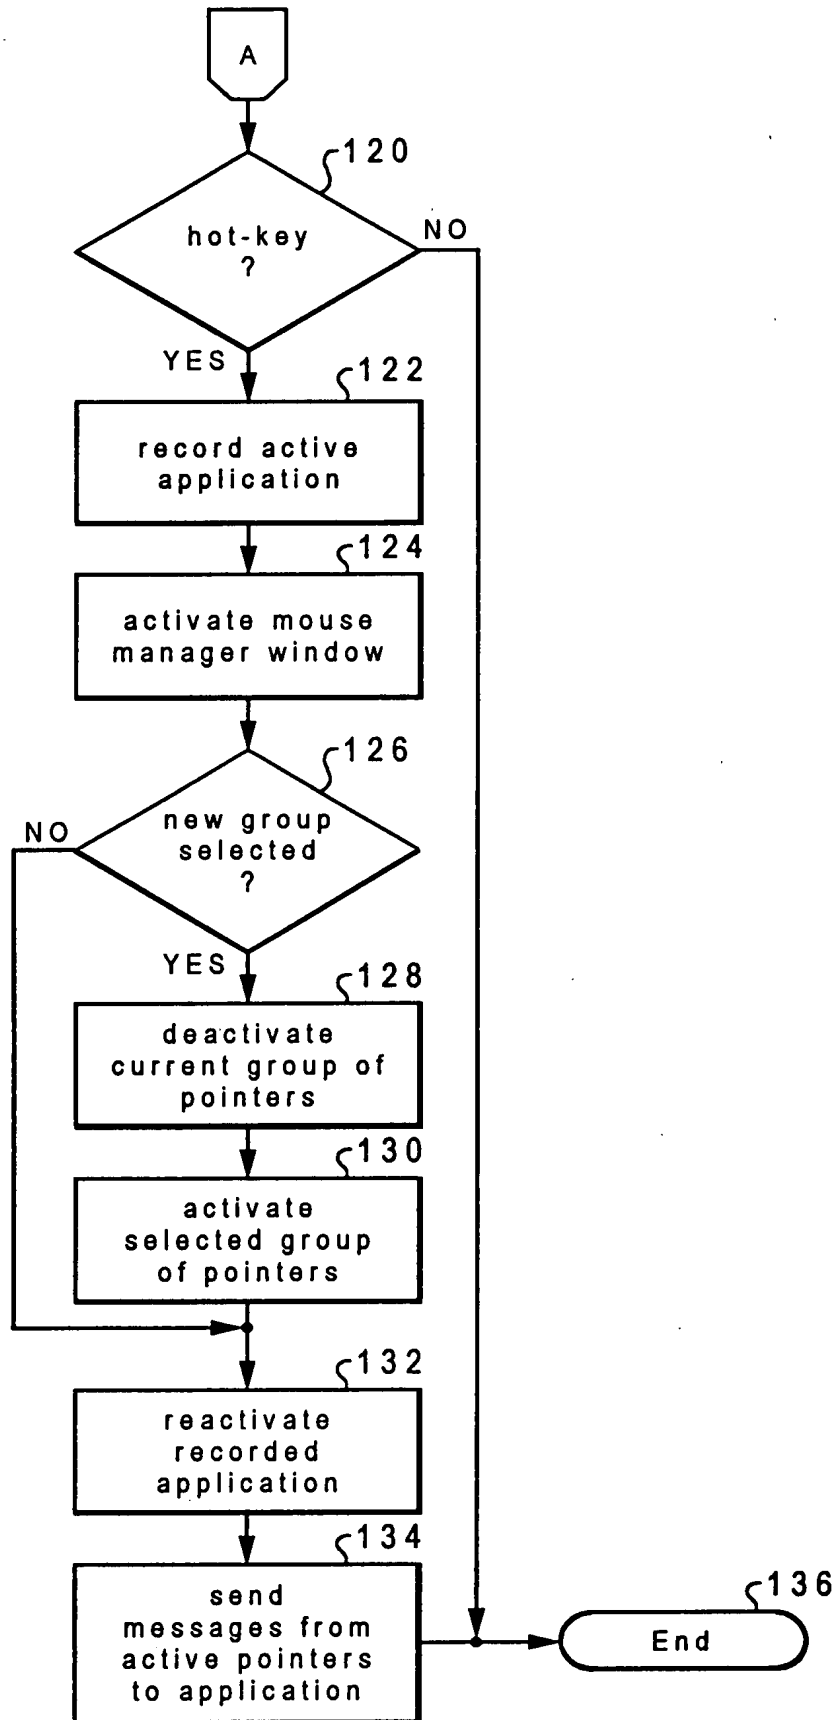 A
120
hot-key
?
NO
YES
122
record active
application
124
activate mouse
manager window
126
new group
selected
?
NO
YES
128
deactivate
current group of
pointers
130
activate
selected group
of pointers
132
reactivate
recorded
application
134
send
messages from
active pointers
to application
136
End